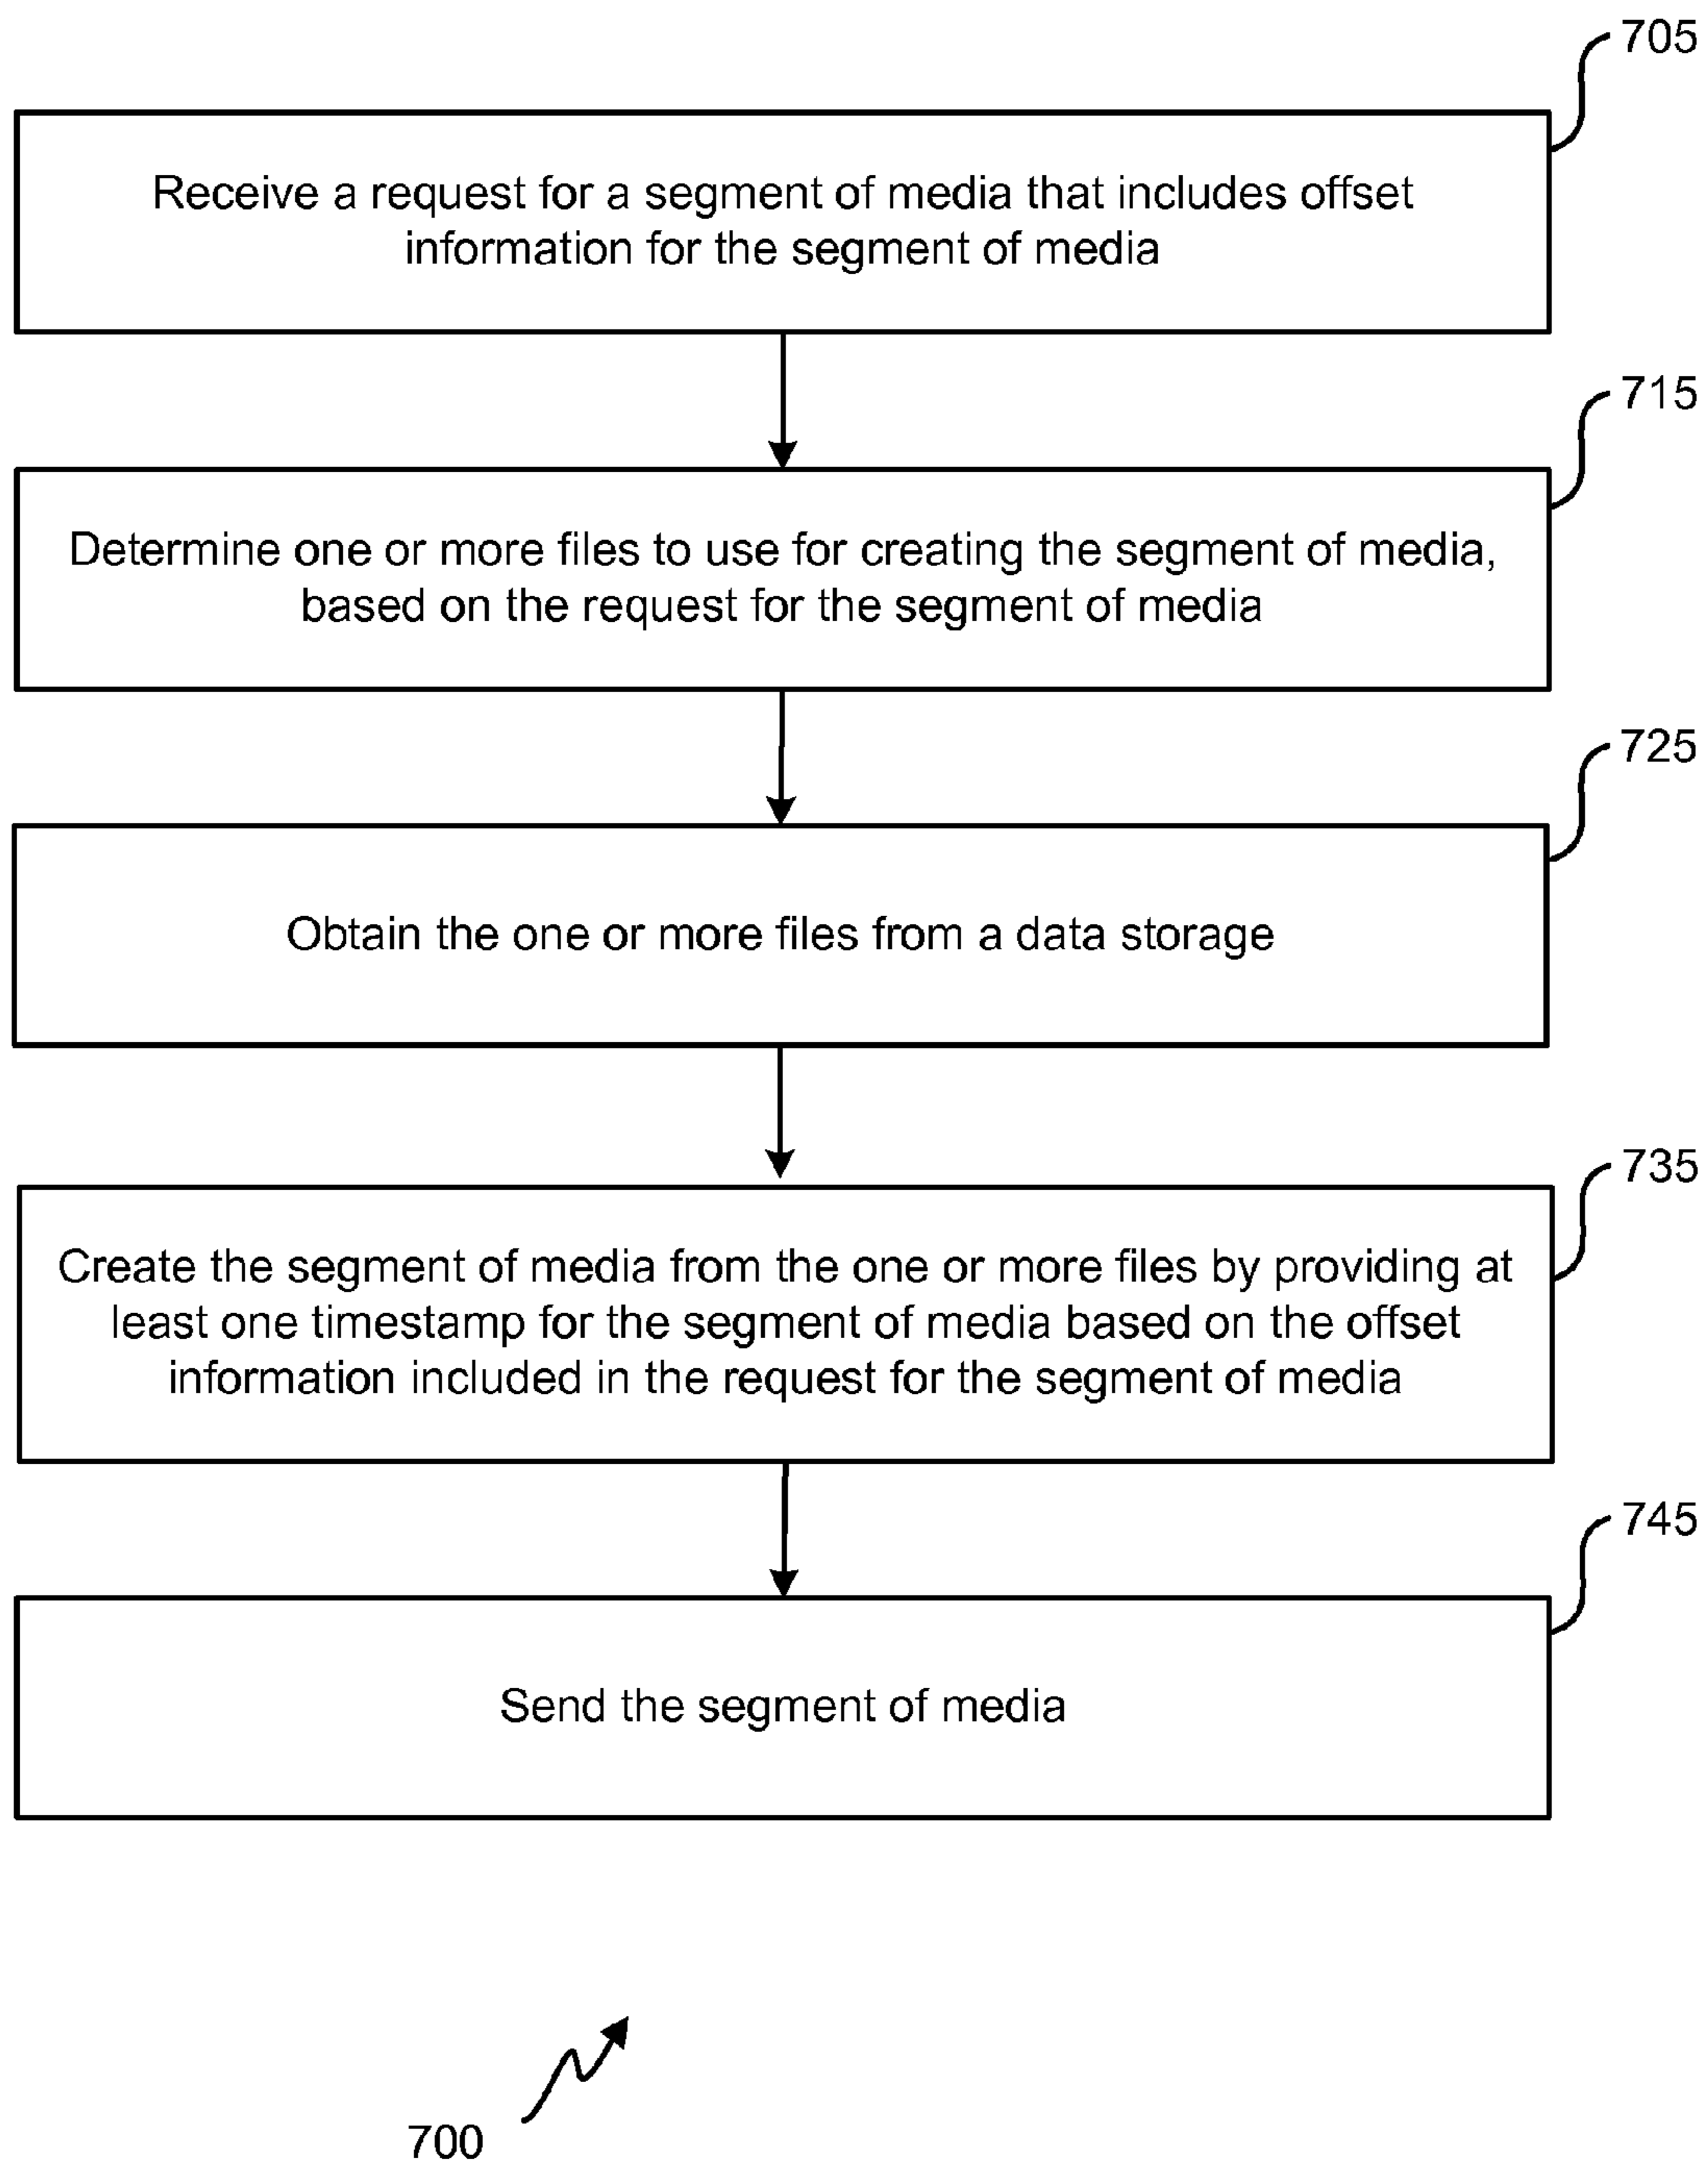 705
Receive a request for a segment of media that includes offset
information for the segment of media
715
Determine one or more files to use for creating the segment of media,
based on the request for the segment of media
725
Obtain the one or more files from a data storage
735
Create the segment of media from the one or more files by providing at
least one timestamp for the segment of media based on the offset
information included in the request for the segment of media
745
Send the segment of media
700